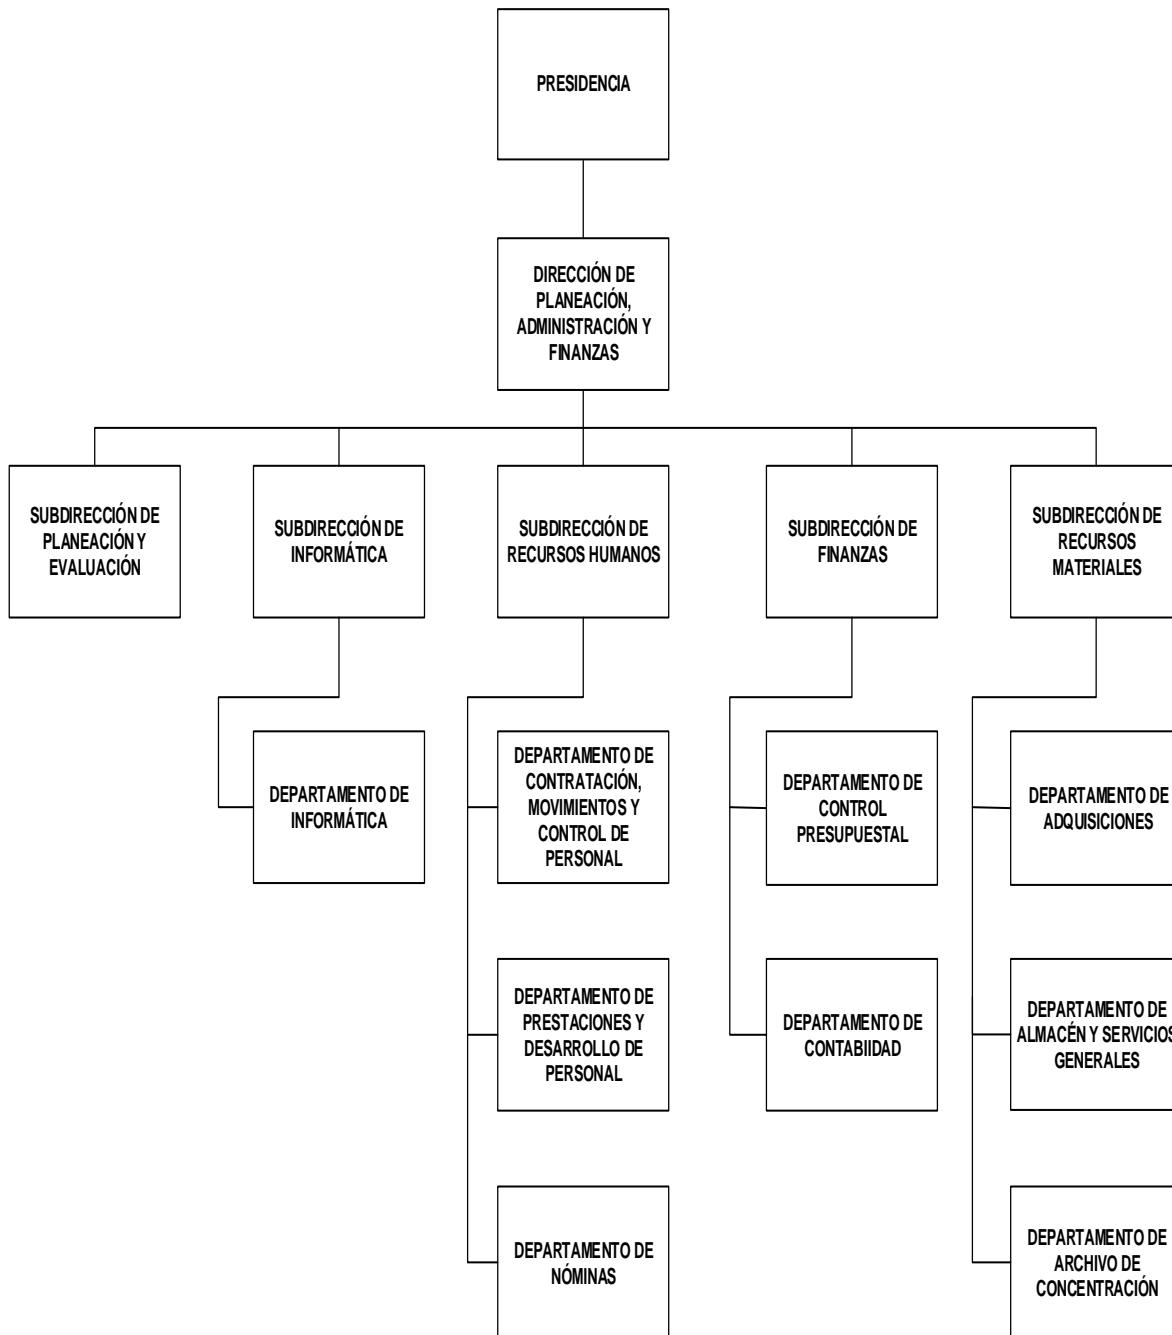 PRESIDENCIA
DIRECCIÓN DE
PLANEACIÓN,
ADMINISTRACIÓN Y
FINANZAS
SUBDIRECCIÓN DE
PLANEACIÓN Y
EVALUACIÓN
SUBDIRECCIÓN DE
INFORMÁTICA
SUBDIRECCIÓN DE
RECURSOS HUMANOS
SUBDIRECCIÓN DE
FINANZAS
SUBDIRECCIÓN DE
RECURSOS
MATERIALES
DEPARTAMENTO DE
INFORMÁTICA
DEPARTAMENTO DE
CONTRATACIÓN,
MOVIMIENTOS Y
CONTROL DE
PERSONAL
DEPARTAMENTO DE
CONTROL
PRESUPUESTAL
DEPARTAMENTO DE
ADQUISICIONES
DEPARTAMENTO DE
PRESTACIONES Y
DESARROLLO DE
PERSONAL
DEPARTAMENTO DE
CONTABIIDAD
DEPARTAMENTO DE
ALMACÉN Y SERVICIOS
GENERALES
DEPARTAMENTO DE
NÓMINAS
DEPARTAMENTO DE
ARCHIVO DE
CONCENTRACIÓN